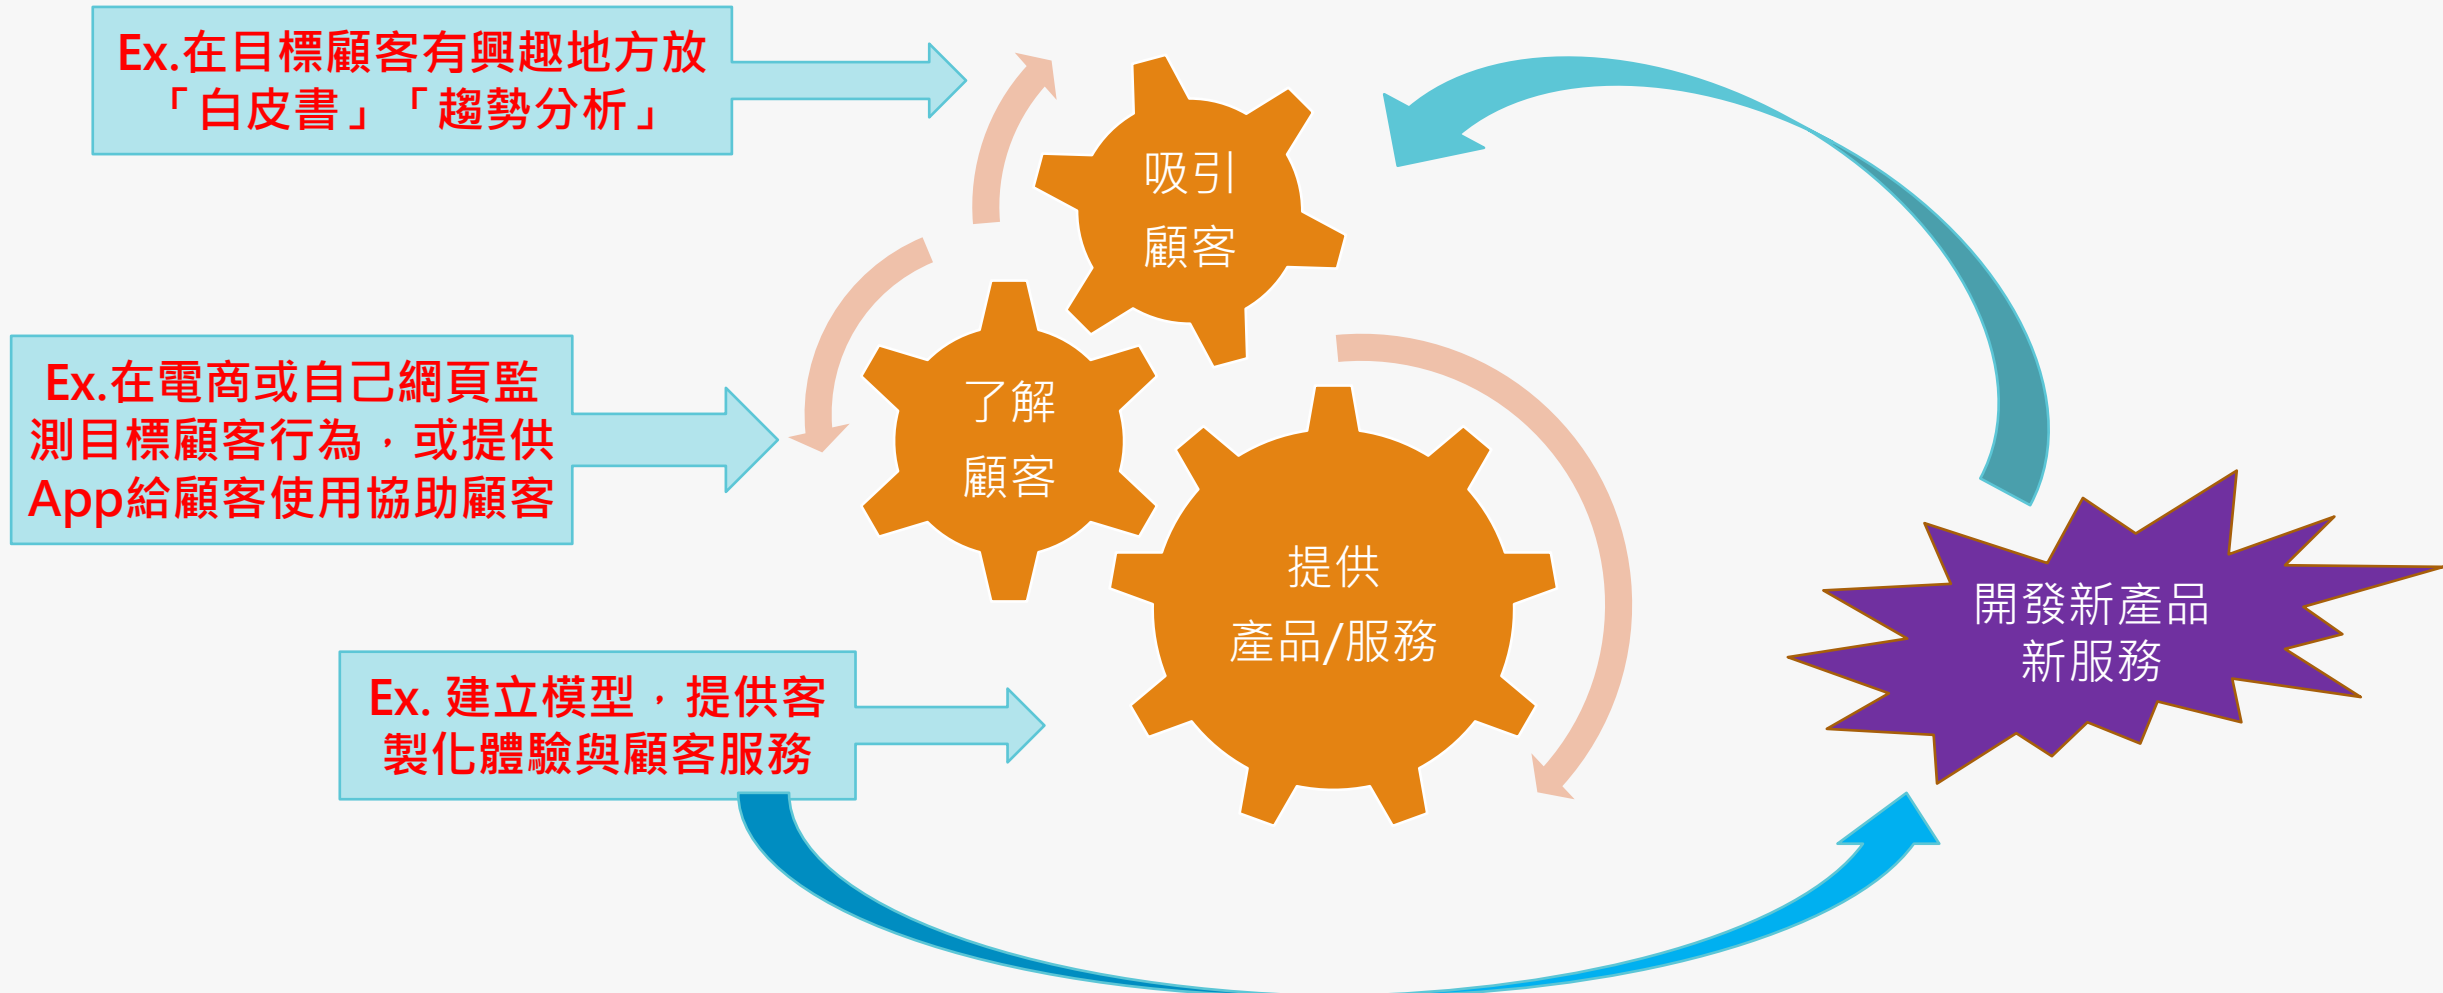 Ex.在目標顧客有興趣地方放
「白皮書」「趨勢分析」
吸引
顧客
Ex.在電商或自己網頁監
測目標顧客行為，或提供
App給顧客使用協助顧客
了解
顧客
提供
產品/服務
開發新產品
新服務
Ex. 建立模型，提供客
製化體驗與顧客服務